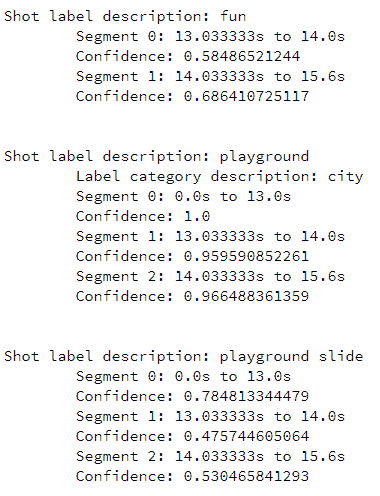 Shot label description: fun
Segment 0: 13.033333s to 14.0s
Confidence: 0.58486521244
Segment 1: 14.033333s to 15.6s
Confidence: 0.686410725117
Shot label description: playground
Label category description: city
Segment 0: 0.0s to 13.0s
Confidence: 1.0
Segment 1: 13.033333s to 14.0s
Confidence: 0.959590852261
Segment 2: 14.033333s to 15.6s
Confidence: 0.966488361359
Shot label description: playground slide
Segment 0: 0.0s to 13.0s
Confidence: 0.784813344479
Segment 1: 13.033333s to 14.0s
Confidence: 0.475744605064
Segment 2: 14.033333s to 15.6s
Confidence: 0.530465841293